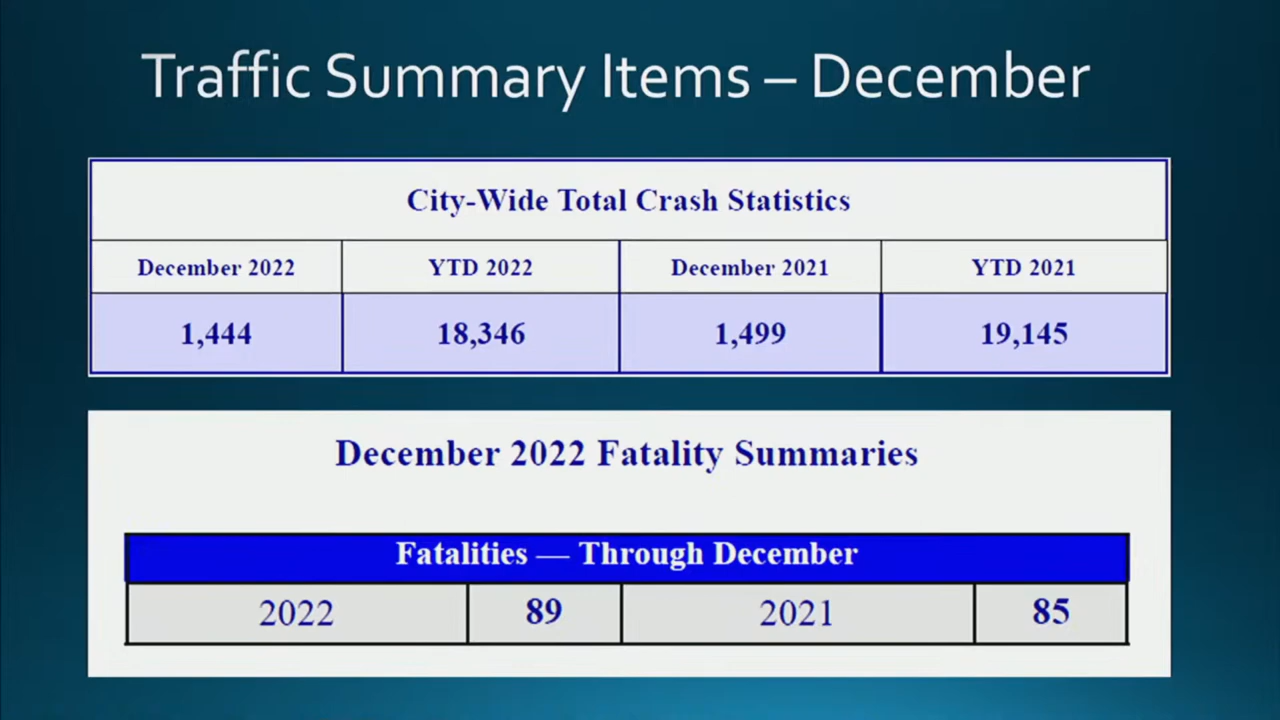 Traffic Summary Items – December
City-Wide Total Crash Statistics
December 2022 YTD 2022 December 2021 YTD 2021
1,444 18,346 1,499 19,145
December 2022 Fatality Summaries
Fatalities — Through December
2022 89 2021 85